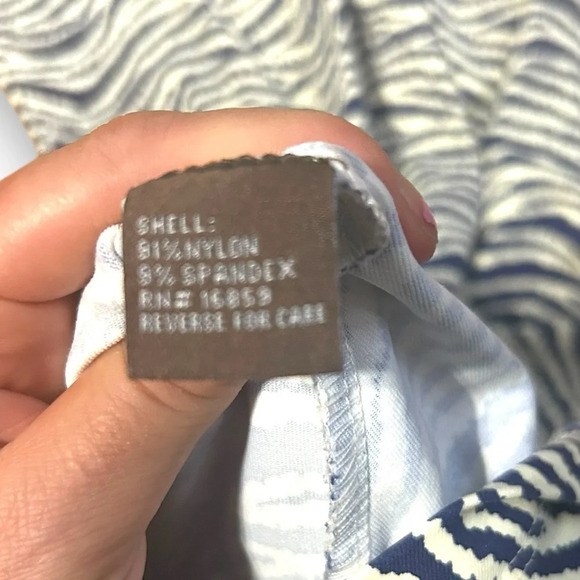 SHELL:
91% NYLON
9% SPANDEX
RN# 16859
REVERSE FOR CARE